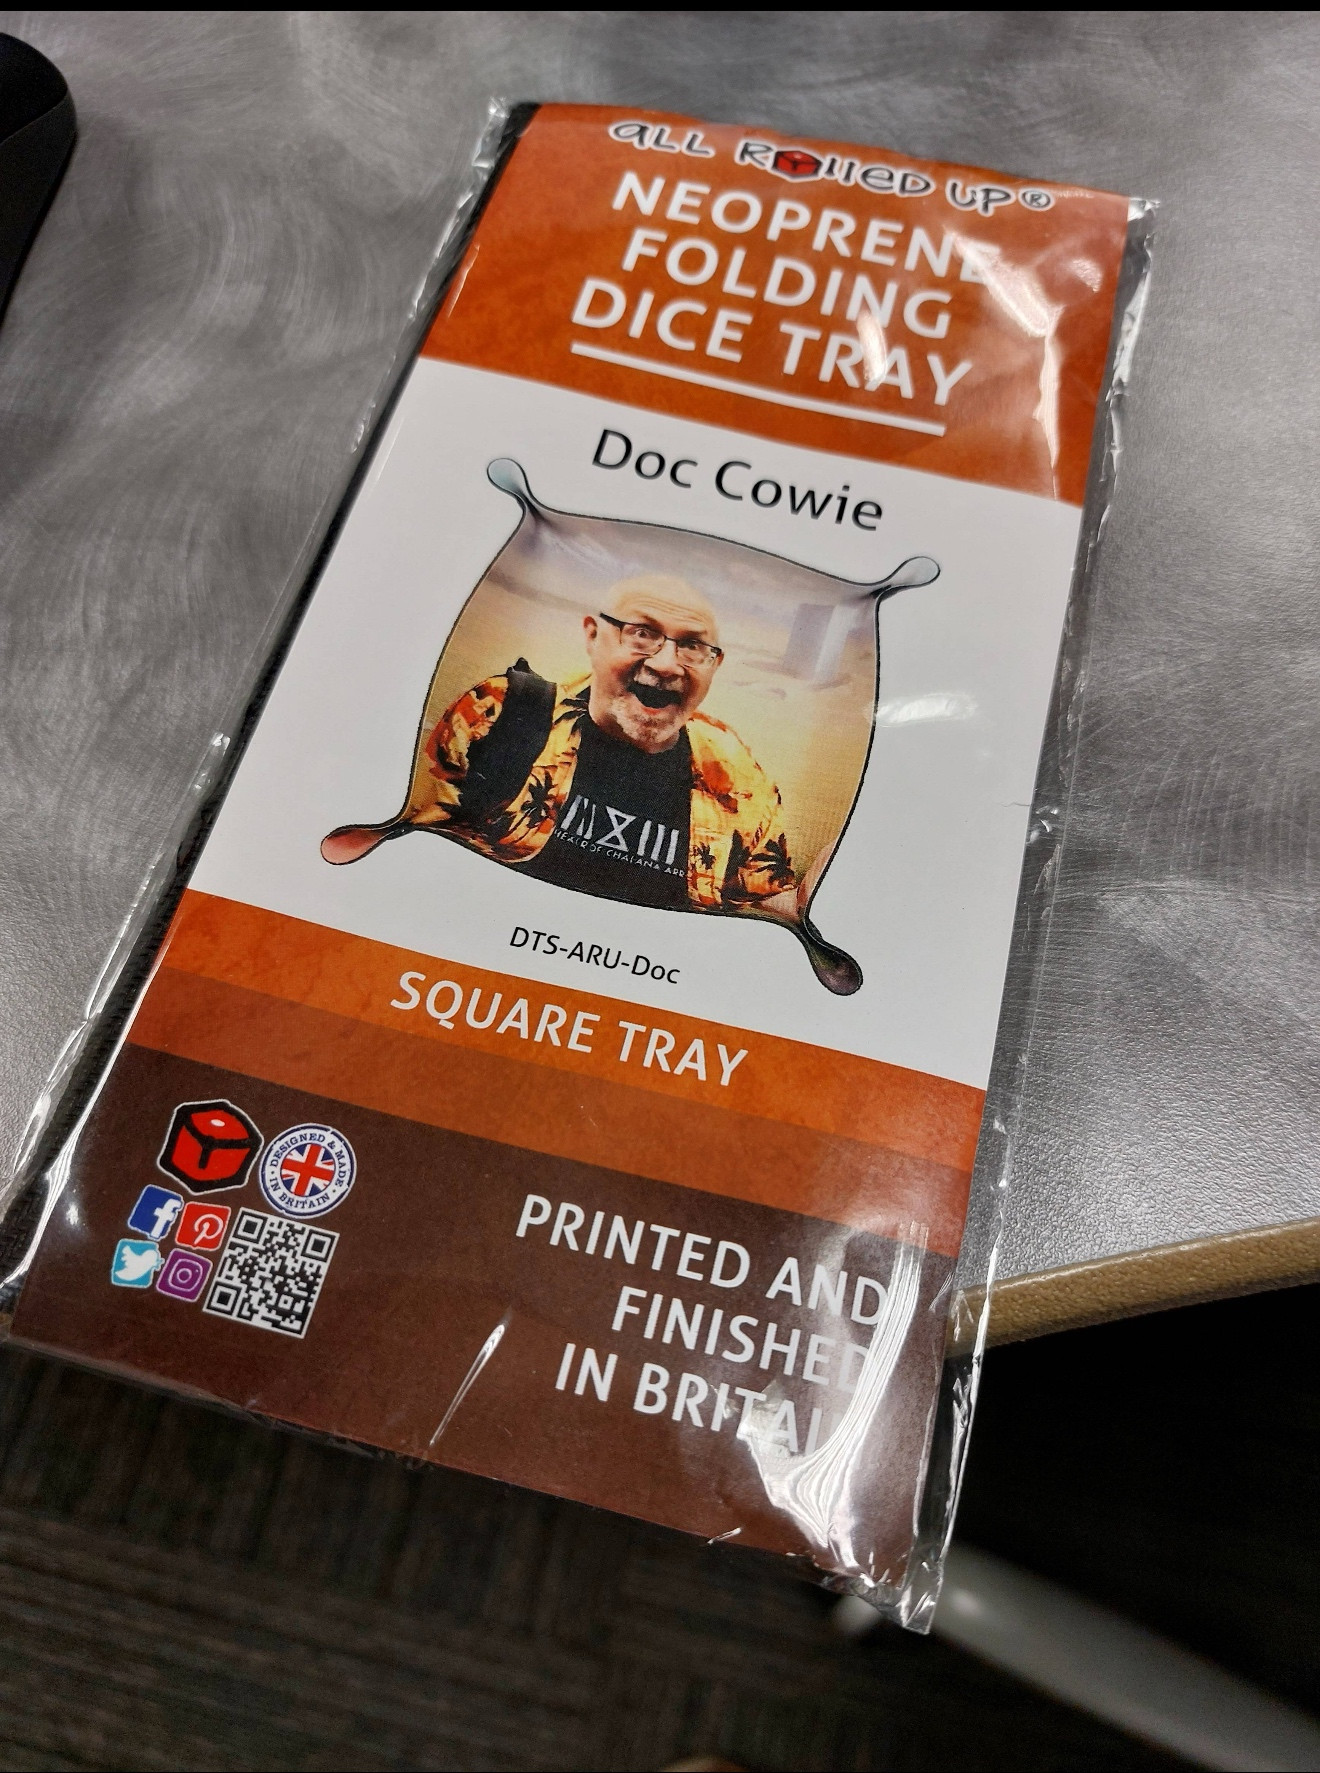 ALL ROLLED UP®
NEOPRENE
FOLDING
DICE TRAY
Doc Cowie
DTS-ARU-Doc
SQUARE TRAY
DESIGNED & MADE
IN BRITAIN
PRINTED AND
FINISHED
IN BRITAIN